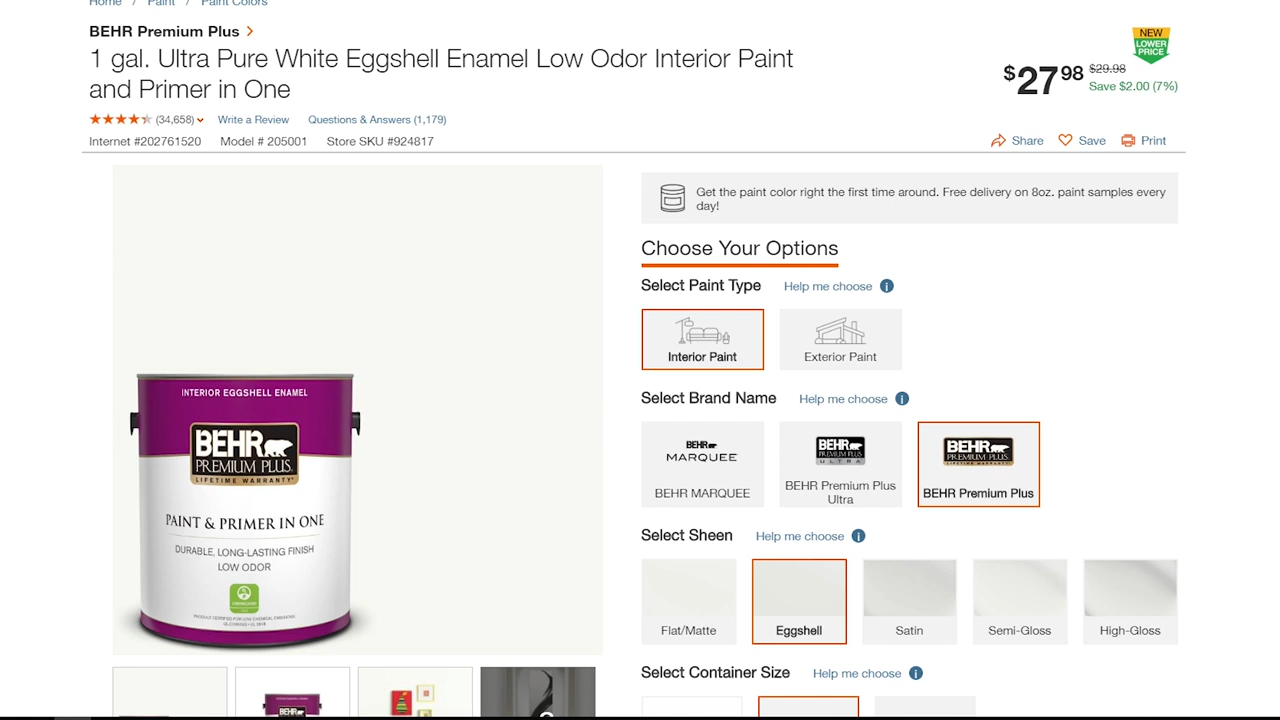 Home / Paint / Paint Colors
BEHR Premium Plus >
1 gal. Ultra Pure White Eggshell Enamel Low Odor Interior Paint
and Primer in One
(34,658) Write a Review Questions & Answers (1,179)
Internet #202761520 Model # 205001 Store SKU #924817
NEW
LOWER
PRICE
$27 98 $29.98
Save $2.00 (7%)
Share Save Print
Get the paint color right the first time around. Free delivery on 8oz. paint samples every
day!
Choose Your Options
Select Paint Type Help me choose i
Interior Paint Exterior Paint
Select Brand Name Help me choose i
BEHR
MARQUEE
BEHR MARQUEE
BEHR
PREMIUM PLUS
ULTRA
BEHR Premium Plus
Ultra
BEHR
PREMIUM PLUS
BEHR Premium Plus
Select Sheen Help me choose i
Flat/Matte Eggshell Satin Semi-Gloss High-Gloss
Select Container Size Help me choose i
INTERIOR EGGSHELL ENAMEL
BEHR
PREMIUM PLUS
LIFETIME WARRANTY*
PAINT & PRIMER IN ONE
DURABLE, LONG-LASTING FINISH
LOW ODOR
PRODUCT CERTIFIED FOR LOW CHEMICAL EMISSIONS
BEHR